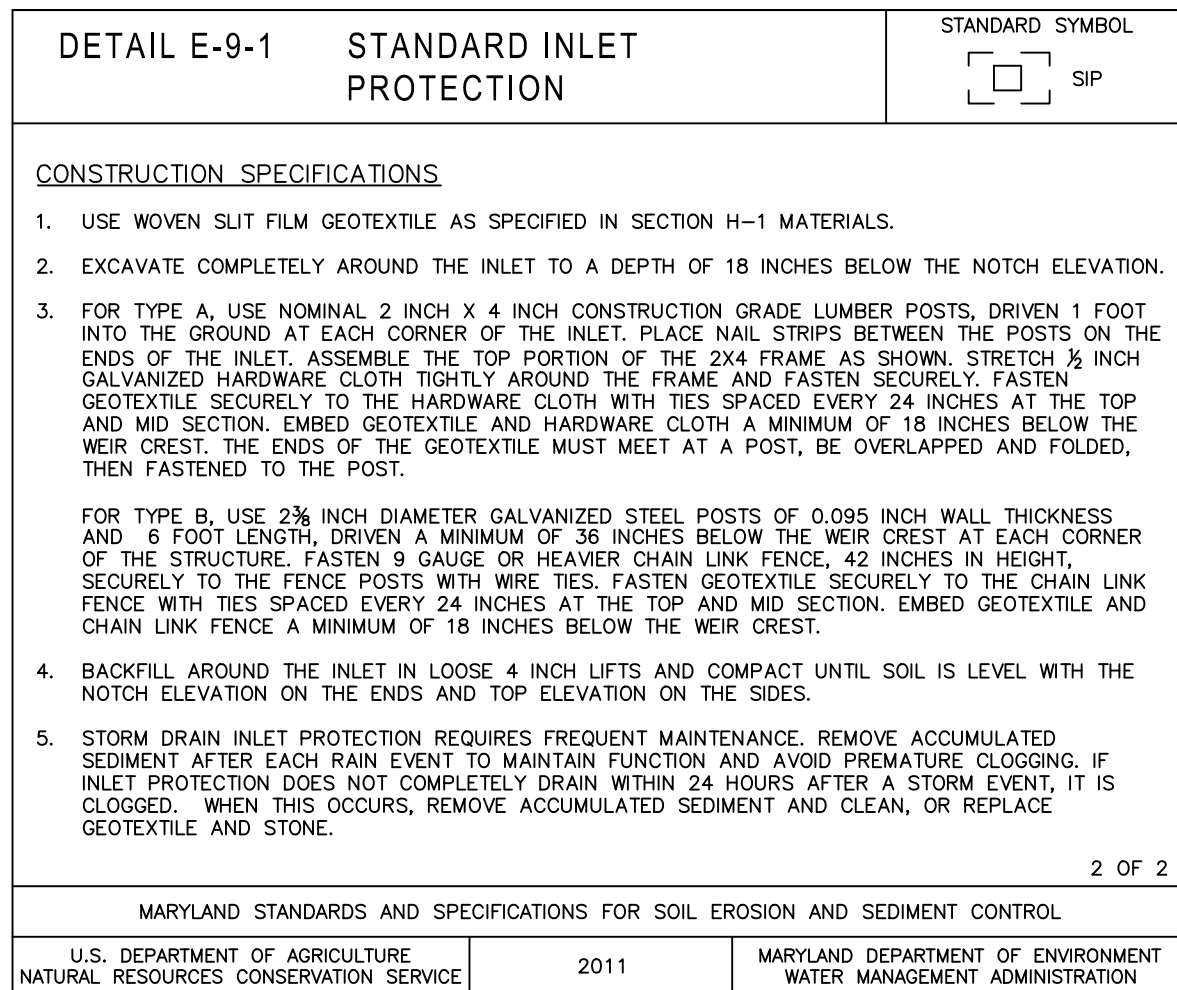 DETAIL E-9-1 STANDARD INLET
PROTECTION
STANDARD SYMBOL
SIP
CONSTRUCTION SPECIFICATIONS
1. USE WOVEN SLIT FILM GEOTEXTILE AS SPECIFIED IN SECTION H-1 MATERIALS.
2. EXCAVATE COMPLETELY AROUND THE INLET TO A DEPTH OF 18 INCHES BELOW THE NOTCH ELEVATION.
3. FOR TYPE A, USE NOMINAL 2 INCH X 4 INCH CONSTRUCTION GRADE LUMBER POSTS, DRIVEN 1 FOOT
INTO THE GROUND AT EACH CORNER OF THE INLET. PLACE NAIL STRIPS BETWEEN THE POSTS ON THE
ENDS OF THE INLET. ASSEMBLE THE TOP PORTION OF THE 2X4 FRAME AS SHOWN. STRETCH ½ INCH
GALVANIZED HARDWARE CLOTH TIGHTLY AROUND THE FRAME AND FASTEN SECURELY. FASTEN
GEOTEXTILE SECURELY TO THE HARDWARE CLOTH WITH TIES SPACED EVERY 24 INCHES AT THE TOP
AND MID SECTION. EMBED GEOTEXTILE AND HARDWARE CLOTH A MINIMUM OF 18 INCHES BELOW THE
WEIR CREST. THE ENDS OF THE GEOTEXTILE MUST MEET AT A POST, BE OVERLAPPED AND FOLDED,
THEN FASTENED TO THE POST.
FOR TYPE B, USE 2⅜ INCH DIAMETER GALVANIZED STEEL POSTS OF 0.095 INCH WALL THICKNESS
AND 6 FOOT LENGTH, DRIVEN A MINIMUM OF 36 INCHES BELOW THE WEIR CREST AT EACH CORNER
OF THE STRUCTURE. FASTEN 9 GAUGE OR HEAVIER CHAIN LINK FENCE, 42 INCHES IN HEIGHT,
SECURELY TO THE FENCE POSTS WITH WIRE TIES. FASTEN GEOTEXTILE SECURELY TO THE CHAIN LINK
FENCE WITH TIES SPACED EVERY 24 INCHES AT THE TOP AND MID SECTION. EMBED GEOTEXTILE AND
CHAIN LINK FENCE A MINIMUM OF 18 INCHES BELOW THE WEIR CREST.
4. BACKFILL AROUND THE INLET IN LOOSE 4 INCH LIFTS AND COMPACT UNTIL SOIL IS LEVEL WITH THE
NOTCH ELEVATION ON THE ENDS AND TOP ELEVATION ON THE SIDES.
5. STORM DRAIN INLET PROTECTION REQUIRES FREQUENT MAINTENANCE. REMOVE ACCUMULATED
SEDIMENT AFTER EACH RAIN EVENT TO MAINTAIN FUNCTION AND AVOID PREMATURE CLOGGING. IF
INLET PROTECTION DOES NOT COMPLETELY DRAIN WITHIN 24 HOURS AFTER A STORM EVENT, IT IS
CLOGGED. WHEN THIS OCCURS, REMOVE ACCUMULATED SEDIMENT AND CLEAN, OR REPLACE
GEOTEXTILE AND STONE.
2 OF 2
MARYLAND STANDARDS AND SPECIFICATIONS FOR SOIL EROSION AND SEDIMENT CONTROL
U.S. DEPARTMENT OF AGRICULTURE
NATURAL RESOURCES CONSERVATION SERVICE
2011
MARYLAND DEPARTMENT OF ENVIRONMENT
WATER MANAGEMENT ADMINISTRATION